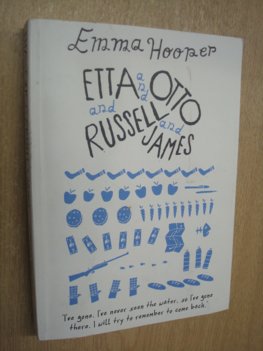 Emma Hooper
ETTA and OTTO
and RUSSELL and
JAMES
I've gone. I've never seen the water, so I've gone
there. I will try to remember to come back.